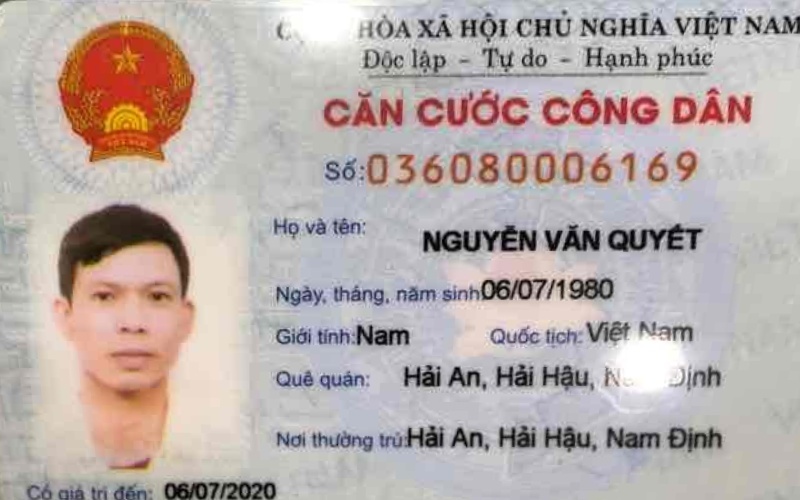 HÒA XÃ HỘI CHỦ NGHĨA VIỆT NAM
Độc lập - Tự do - Hạnh phúc
CĂN CƯỚC CÔNG DÂN
Số: 036080006169
Họ và tên: NGUYỄN VĂN QUYẾT
Ngày, tháng, năm sinh: 06/07/1980
Giới tính: Nam Quốc tịch: Việt Nam
Quê quán: Hải An, Hải Hậu, Định
Nơi thường trú: Hải An, Hải Hậu, Nam Định
Có giá trị đến: 06/07/2020